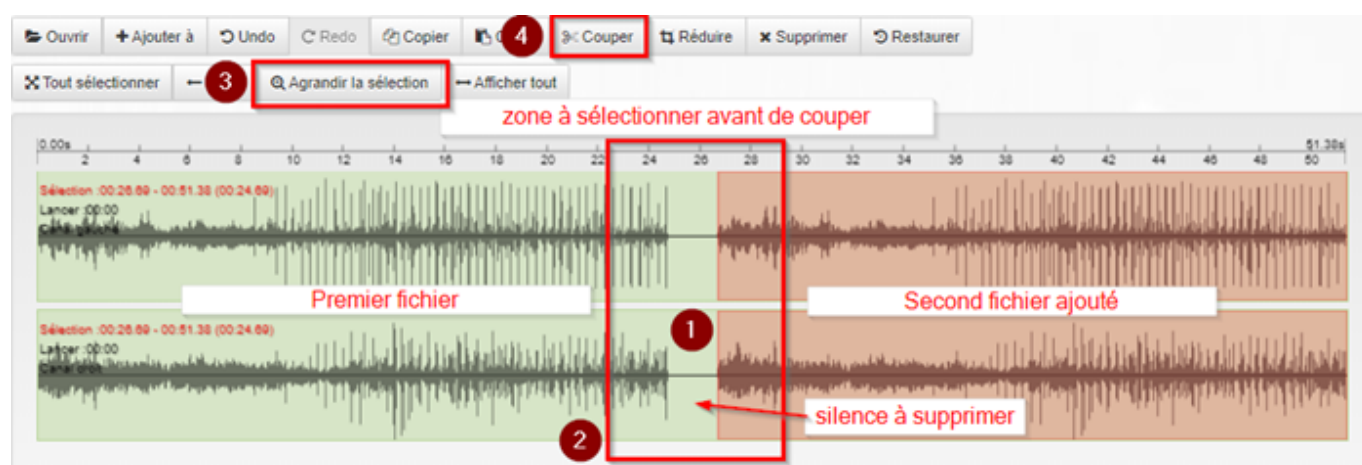 Ouvrir Ajouter à Undo Redo Copier 4 Couper Réduire Supprimer Restaurer
Tout sélectionner 3 Agrandir la sélection Afficher tout
zone à sélectionner avant de couper
0.00s 51.38s
2 4 6 8 10 12 14 16 18 20 22 24 26 28 30 32 34 36 38 40 42 44 46 48 50
Sélection :00:26.69 - 00:51.38 (00:24.69)
Lancer :00:00
Canal gauche
Premier fichier Second fichier ajouté
1
Sélection :00:26.69 - 00:51.38 (00:24.69)
Lancer :00:00
Canal droit
silence à supprimer
2